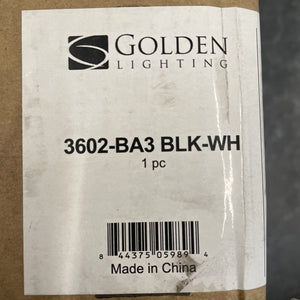 GOLDEN
LIGHTING
3602-BA3 BLK-WH
1 pc
8 44375 05989 4
Made in China